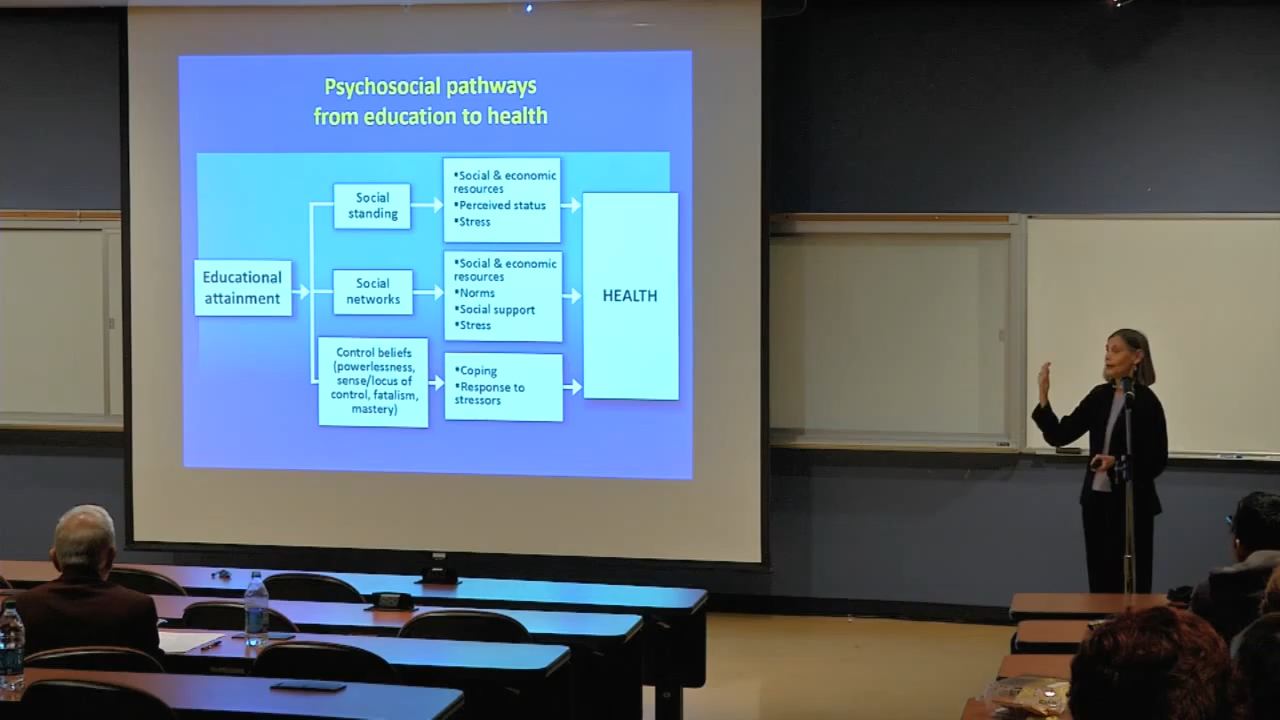 Psychosocial pathways
from education to health
Educational
attainment
Social
standing
▪Social & economic
resources
▪Perceived status
▪Stress
Social
networks
▪Social & economic
resources
▪Norms
▪Social support
▪Stress
Control beliefs
(powerlessness,
sense/locus of
control, fatalism,
mastery)
▪Coping
▪Response to
stressors
HEALTH